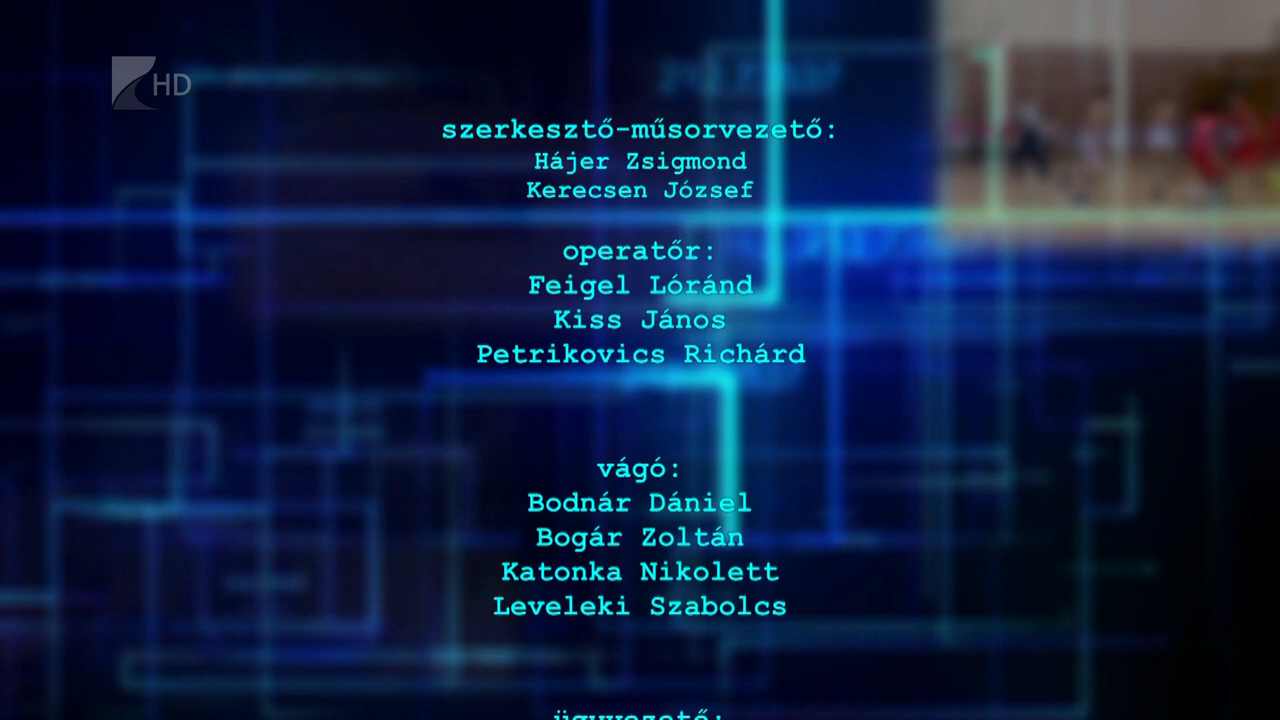 HD
szerkesztő-műsorvezető:
Hájer Zsigmond
Kerecsen József
operatőr:
Feigel Lóránd
Kiss János
Petrikovics Richárd
vágó:
Bodnár Dániel
Bogár Zoltán
Katonka Nikolett
Leveleki Szabolcs
ügyvezető: